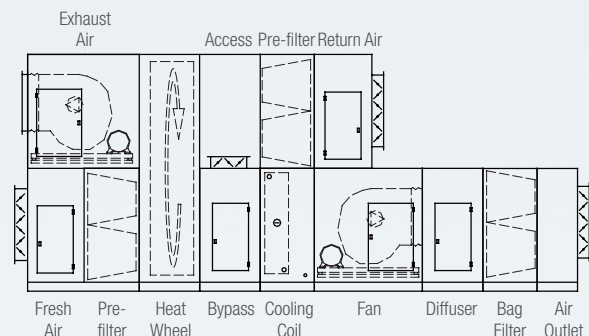 Exhaust
Air
Access Pre-filter Return Air
Fresh
Air
Pre-
filter
Heat
Wheel
Bypass
Cooling
Coil
Fan
Diffuser
Bag
Filter
Air
Outlet